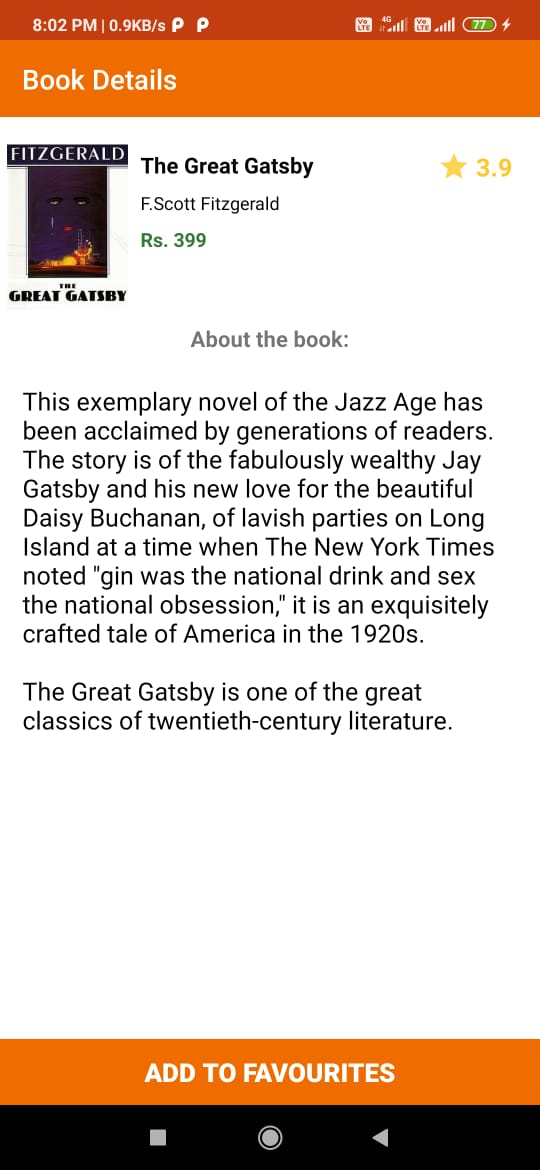 8:02 PM | 0.9KB/s P P
Vo LTE 4G Vo LTE 77
Book Details
FITZGERALD
THE
GREAT GATSBY
The Great Gatsby
3.9
F.Scott Fitzgerald
Rs. 399
About the book:
This exemplary novel of the Jazz Age has
been acclaimed by generations of readers.
The story is of the fabulously wealthy Jay
Gatsby and his new love for the beautiful
Daisy Buchanan, of lavish parties on Long
Island at a time when The New York Times
noted "gin was the national drink and sex
the national obsession," it is an exquisitely
crafted tale of America in the 1920s.
The Great Gatsby is one of the great
classics of twentieth-century literature.
ADD TO FAVOURITES